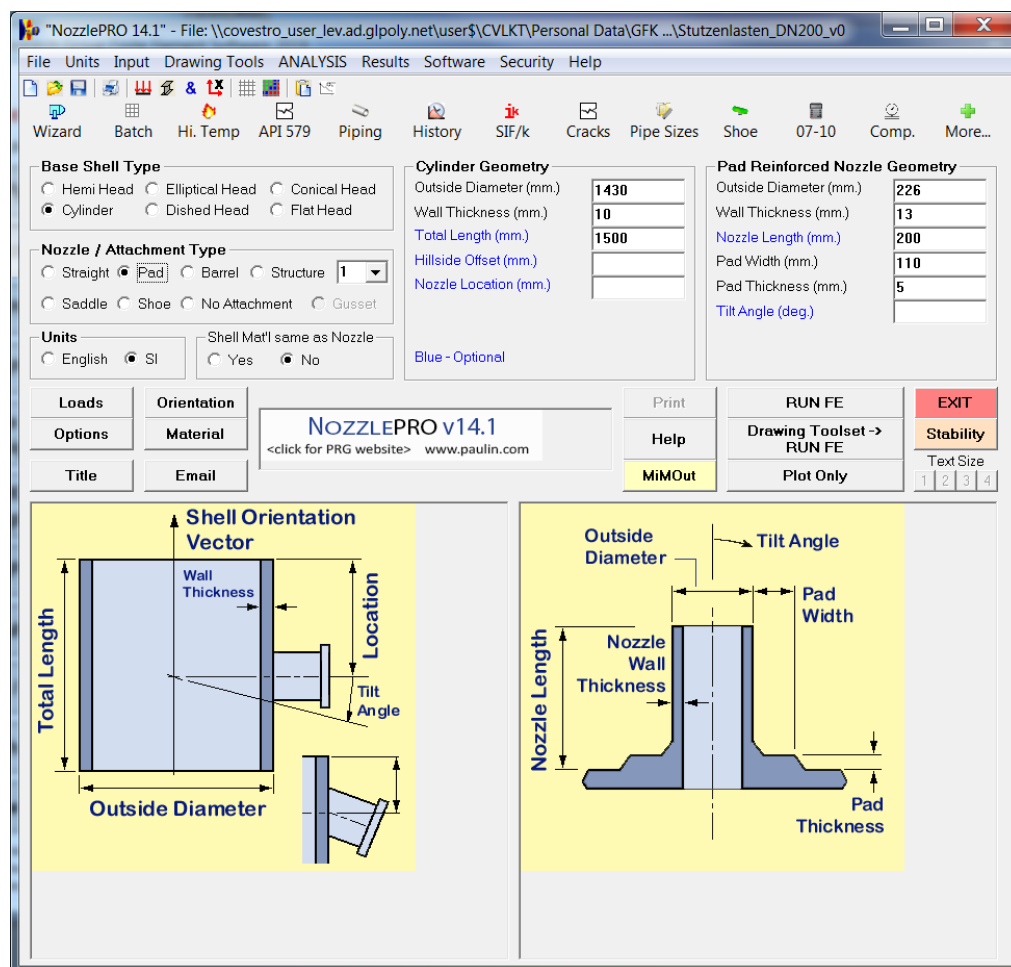 "NozzlePRO 14.1" - File: \\covestro_user_lev.ad.glpoly.net\user$\CVLKT\Personal Data\GFK ...\Stutzenlasten_DN200_v0
File Units Input Drawing Tools ANALYSIS Results Software Security Help
Wizard Batch Hi. Temp API 579 Piping History SIF/k Cracks Pipe Sizes Shoe 07-10 Comp. More...
Base Shell Type
Hemi Head Elliptical Head Conical Head
Cylinder Dished Head Flat Head
Nozzle / Attachment Type
Straight Pad Barrel Structure 1
Saddle Shoe No Attachment Gusset
Units
English SI
Shell Mat'l same as Nozzle
Yes No
Cylinder Geometry
Outside Diameter (mm.) 1430
Wall Thickness (mm.) 10
Total Length (mm.) 1500
Hillside Offset (mm.)
Nozzle Location (mm.)
Blue - Optional
Pad Reinforced Nozzle Geometry
Outside Diameter (mm.) 226
Wall Thickness (mm.) 13
Nozzle Length (mm.) 200
Pad Width (mm.) 110
Pad Thickness (mm.) 5
Tilt Angle (deg.)
Loads Orientation
Options Material
Title Email
NOZZLEPRO v14.1
<click for PRG website> www.paulin.com
Print RUN FE EXIT
Help Drawing Toolset -> Stability
RUN FE
MiMOut Plot Only
Text Size
1 2 3 4
Shell Orientation
Vector
Wall
Thickness
Total Length
Location
Tilt
Angle
Outside Diameter
Outside
Diameter
Tilt Angle
Pad
Width
Nozzle
Wall
Thickness
Nozzle Length
Pad
Thickness